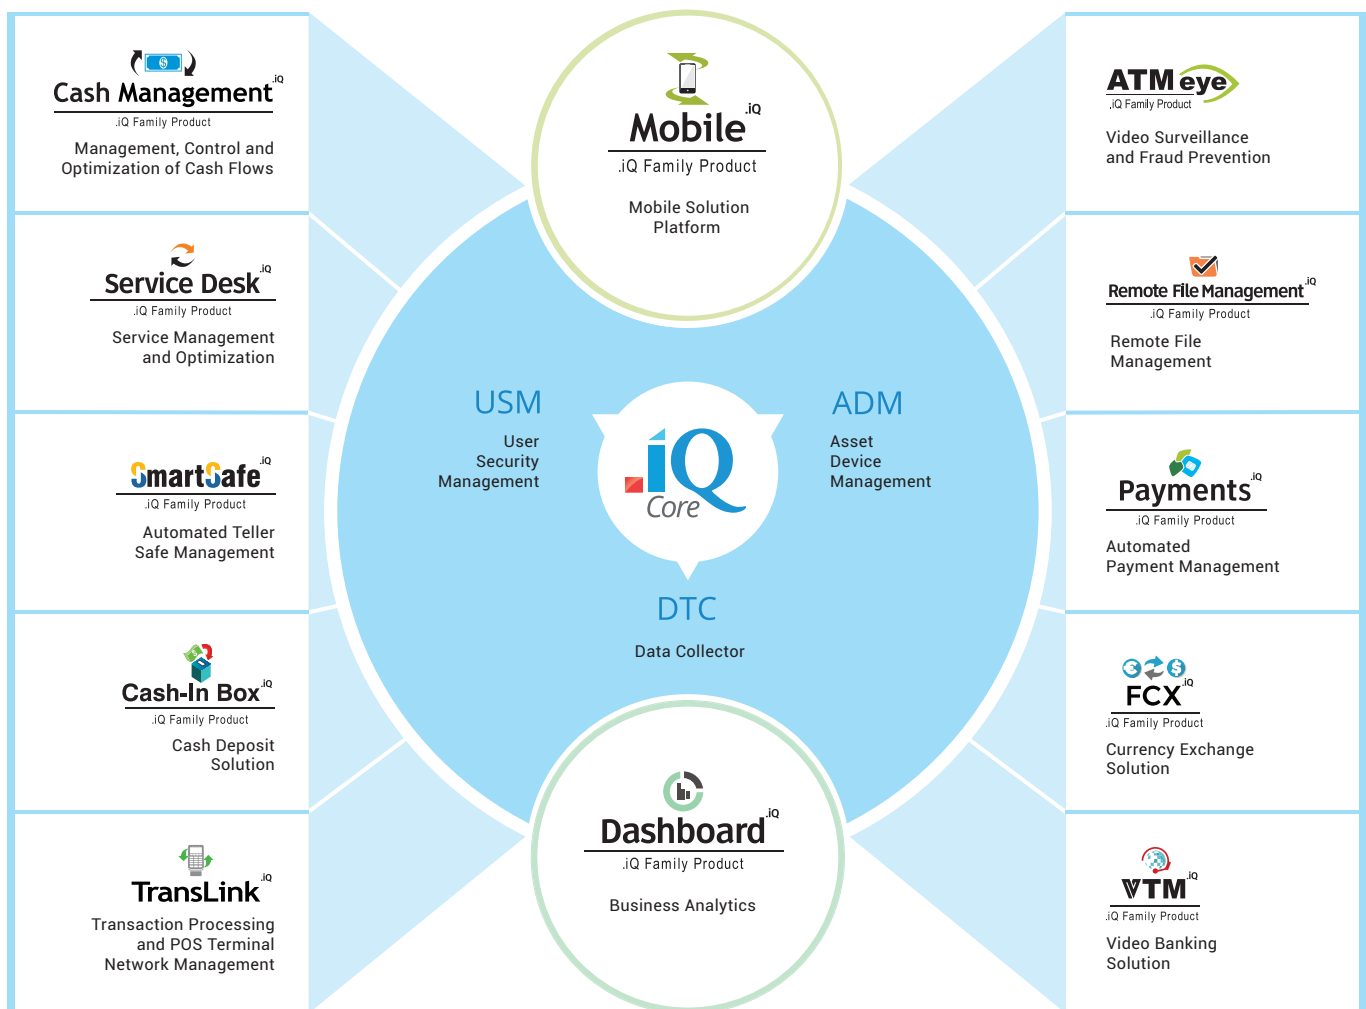 Cash Management.iQ
.iQ Family Product
Management, Control and
Optimization of Cash Flows
Service Desk.iQ
.iQ Family Product
Service Management
and Optimization
SmartSafe.iQ
.iQ Family Product
Automated Teller
Safe Management
Cash-In Box.iQ
.iQ Family Product
Cash Deposit
Solution
TransLink.iQ
Transaction Processing
and POS Terminal
Network Management
Mobile.iQ
.iQ Family Product
Mobile Solution
Platform
USM
User
Security
Management
.iQ
Core
ADM
Asset
Device
Management
DTC
Data Collector
Dashboard.iQ
.iQ Family Product
Business Analytics
ATM eye
.iQ Family Product
Video Surveillance
and Fraud Prevention
Remote File Management.iQ
.iQ Family Product
Remote File
Management
Payments.iQ
.iQ Family Product
Automated
Payment Management
FCX.iQ
.iQ Family Product
Currency Exchange
Solution
VTM.iQ
.iQ Family Product
Video Banking
Solution